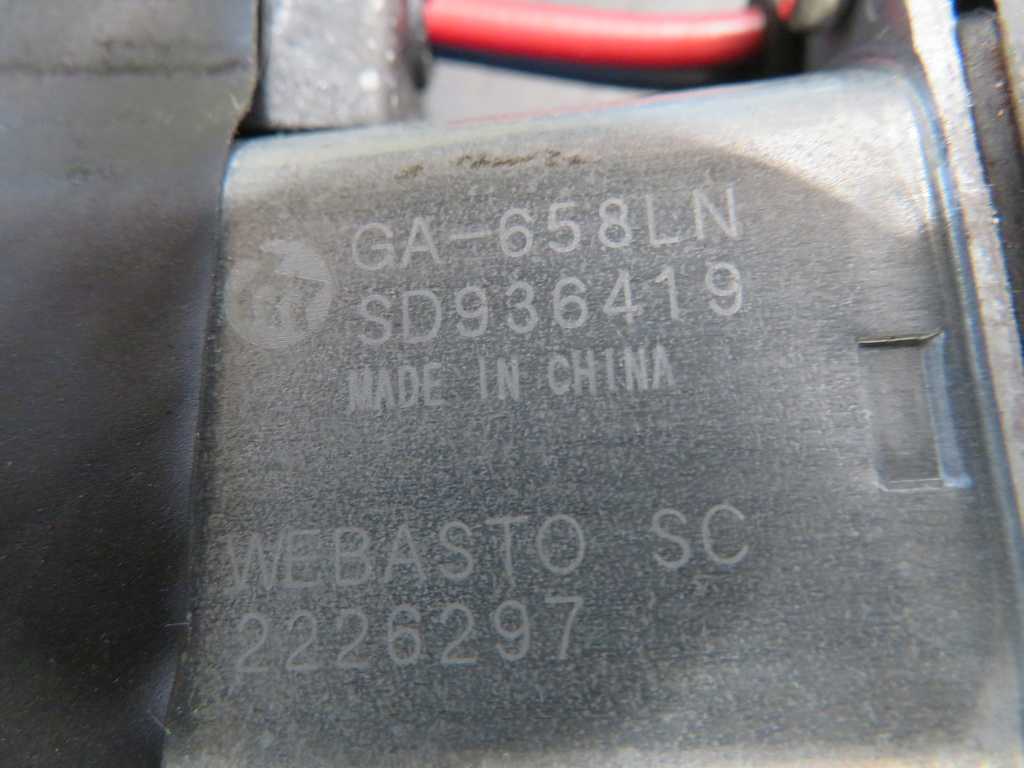 GA-658LN
SD936419
MADE IN CHINA
WEBASTO SC
2226297